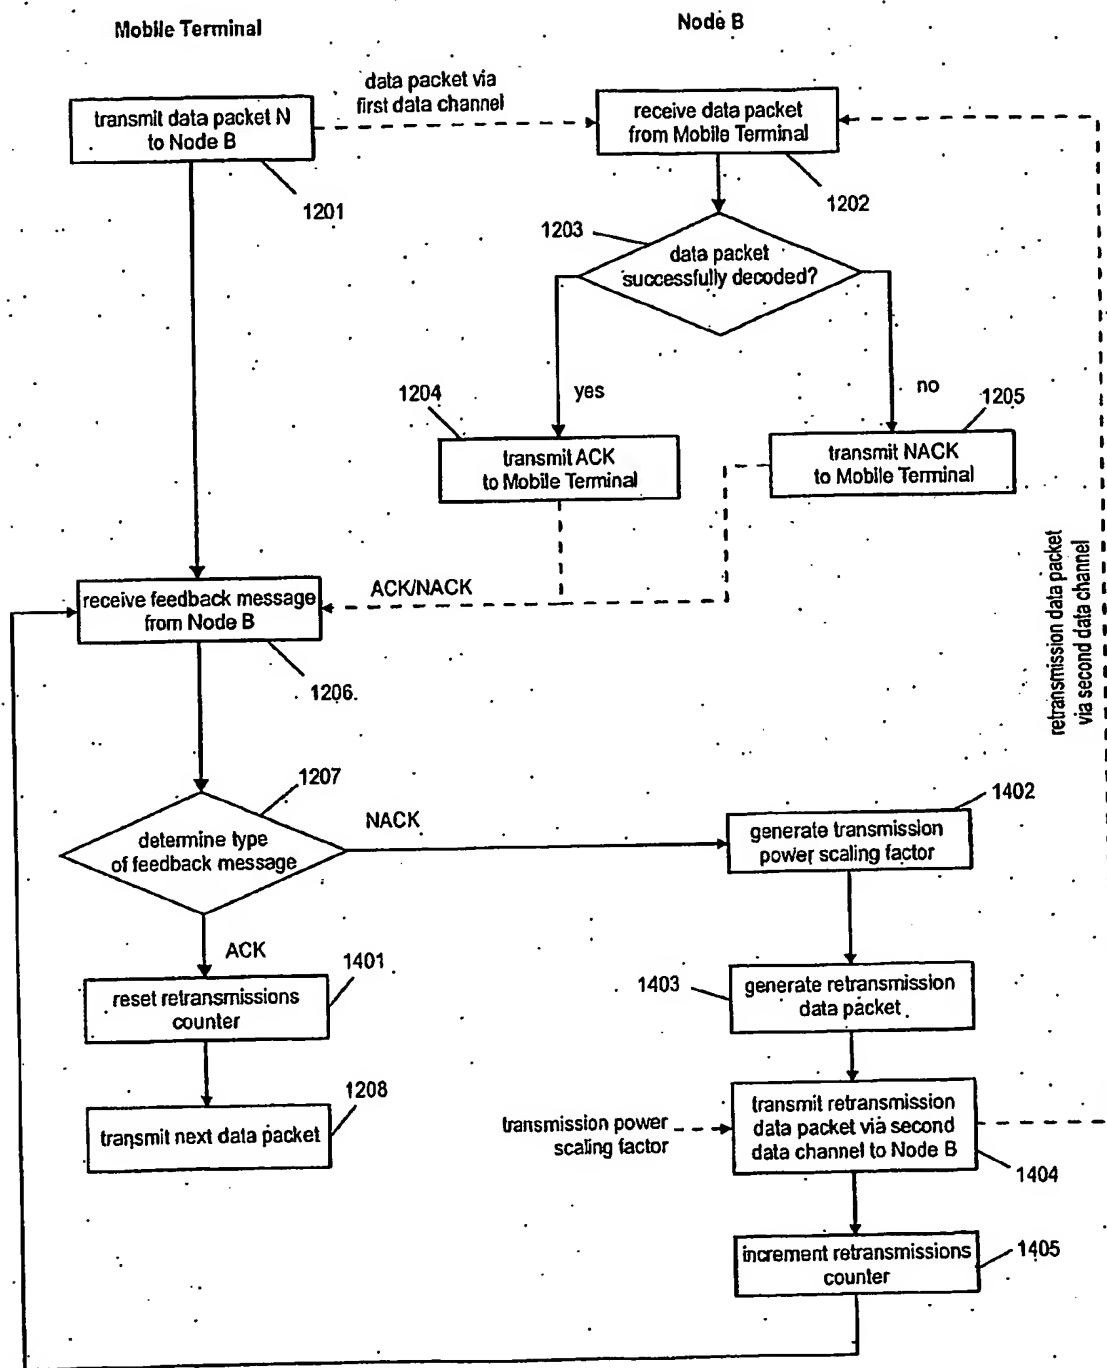 Mobile Terminal
Node B
data packet via
first data channel
transmit data packet N
to Node B
1201
receive data packet
from Mobile Terminal
1202
1203
data packet
successfully decoded?
yes
no
1204
transmit ACK
to Mobile Terminal
1205
transmit NACK
to Mobile Terminal
ACK/NACK
receive feedback message
from Node B
1206
retransmission data packet
via second data channel
1207
determine type
of feedback message
NACK
ACK
1402
generate transmission
power scaling factor
1401
reset retransmissions
counter
1403
generate retransmission
data packet
1208
transmit next data packet
transmission power
scaling factor
transmit retransmission
data packet via second
data channel to Node B
1404
increment retransmissions
counter
1405